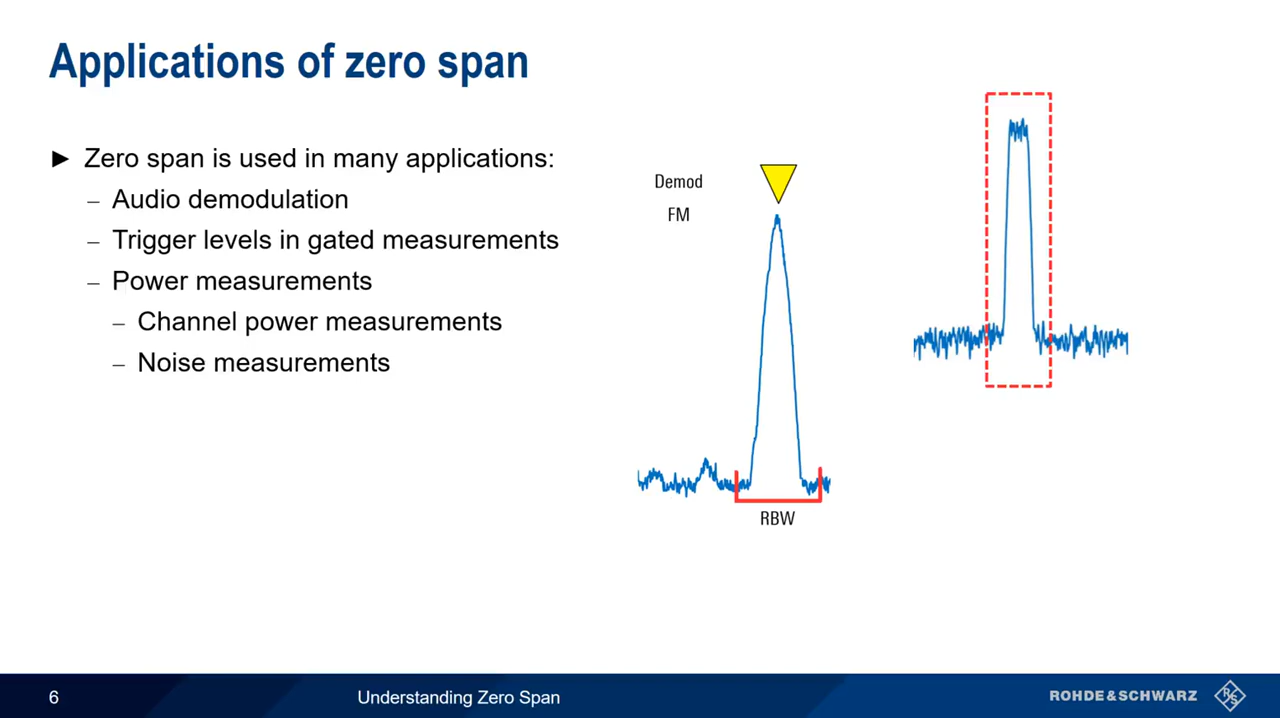 Applications of zero span
► Zero span is used in many applications:
– Audio demodulation
– Trigger levels in gated measurements
– Power measurements
– Channel power measurements
– Noise measurements
Demod
FM
RBW
6
Understanding Zero Span
ROHDE & SCHWARZ
R S